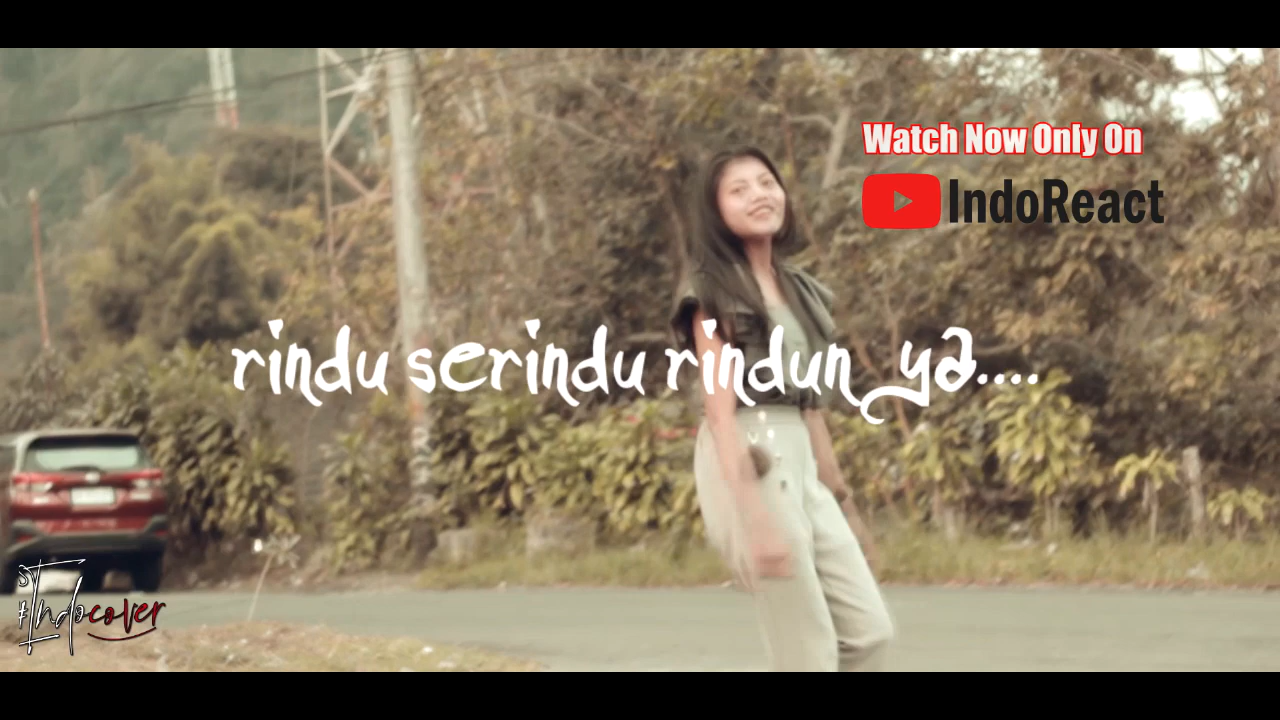 Watch Now Only On
IndoReact
rindu serindu rindun ya....
#Indocover